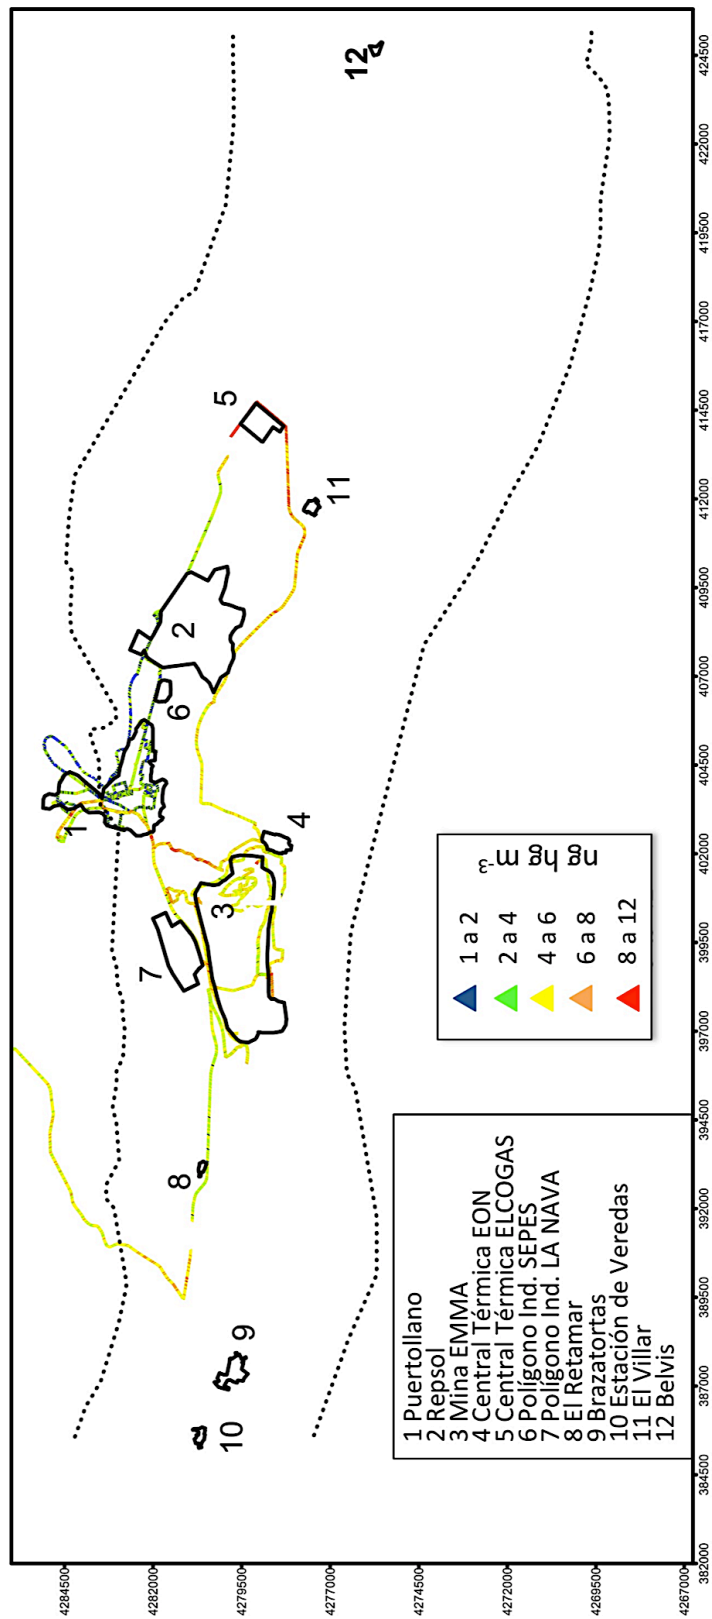 1
2
3
4
5
6
7
8
9
10
11
12
1 Puertollano
2 Repsol
3 Mina EMMA
4 Central Térmica EON
5 Central Térmica ELCOGAS
6 Polígono Ind. SEPES
7 Polígono Ind. LA NAVA
8 El Retamar
9 Brazatortas
10 Estación de Veredas
11 El Villar
12 Belvis
1 a 2
2 a 4
4 a 6
6 a 8
8 a 12
ng hg m-3
4284500
4282000
4279500
4277000
4274500
4272000
4269500
4267000
382000
384500
387000
389500
392000
394500
397000
399500
402000
404500
407000
409500
412000
414500
417000
419500
422000
424500